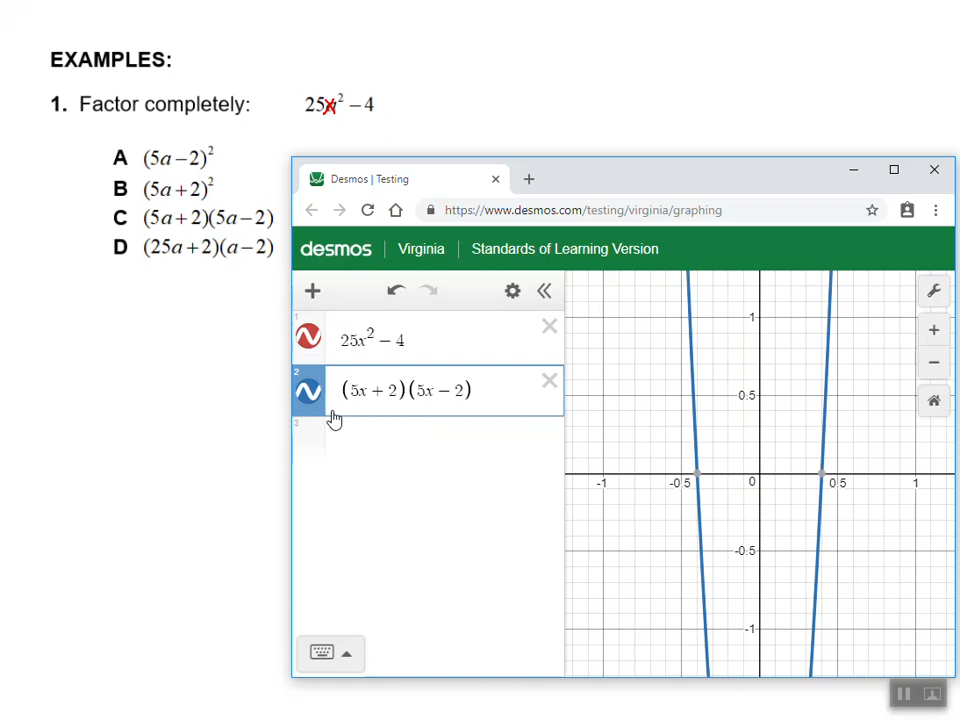 EXAMPLES:
1. Factor completely: 25x² − 4
A (5a − 2)²
B (5a + 2)²
C (5a + 2)(5a − 2)
D (25a + 2)(a − 2)
Desmos | Testing
https://www.desmos.com/testing/virginia/graphing
desmos Virginia Standards of Learning Version
1
25x² − 4
2
(5x + 2)(5x − 2)
3
1
0.5
-1 -0.5 0 0.5 1
-0.5
-1